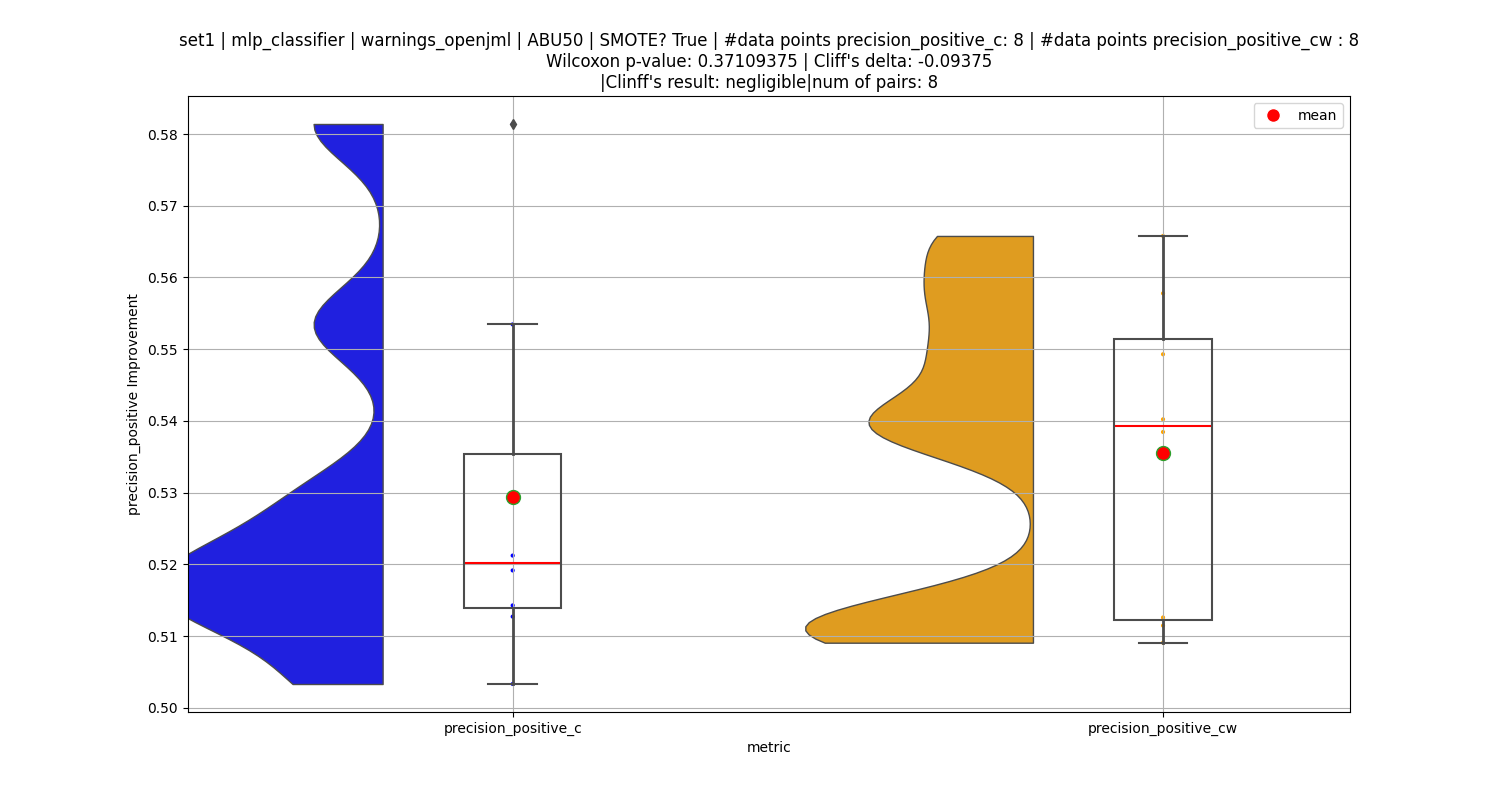 set1 | mlp_classifier | warnings_openjml | ABU50 | SMOTE? True | #data points precision_positive_c: 8 | #data points precision_positive_cw : 8
Wilcoxon p-value: 0.37109375 | Cliff's delta: -0.09375
|Clinff's result: negligible|num of pairs: 8
mean
0.58
0.57
0.56
0.55
0.54
0.53
0.52
0.51
0.50
precision_positive Improvement
precision_positive_c
precision_positive_cw
metric